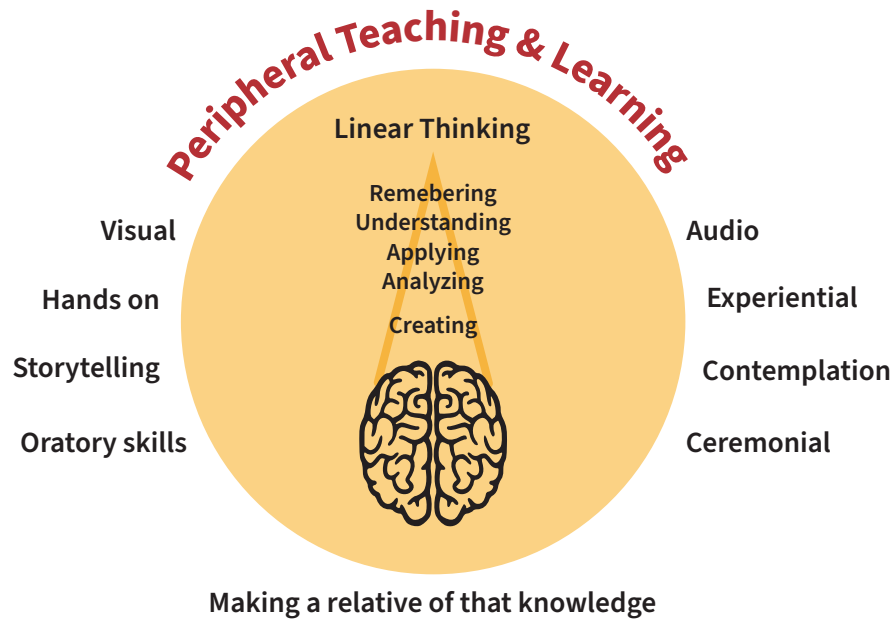 Peripheral Teaching & Learning
Linear Thinking
Remebering
Understanding
Applying
Analyzing
Creating
Visual
Hands on
Storytelling
Oratory skills
Audio
Experiential
Contemplation
Ceremonial
Making a relative of that knowledge